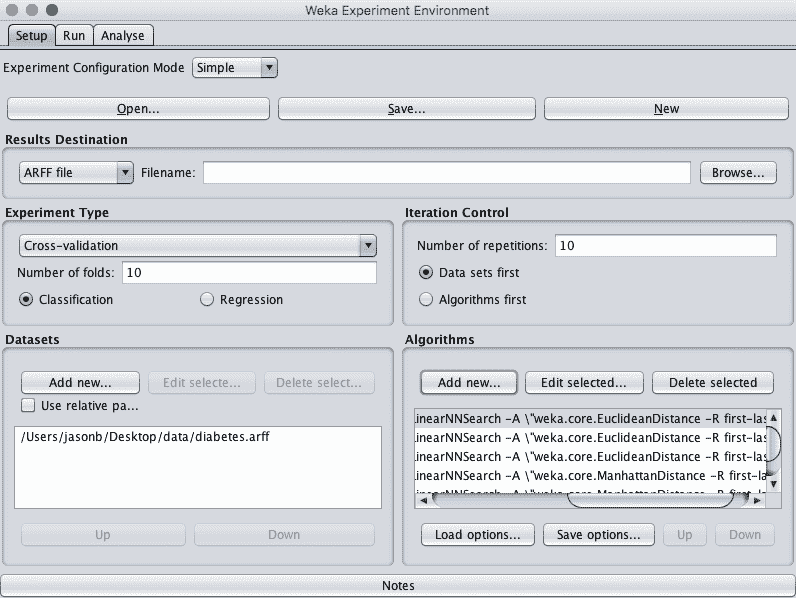 Weka Experiment Environment
Setup Run Analyse
Experiment Configuration Mode Simple
Open... Save... New
Results Destination
ARFF file Filename: Browse...
Experiment Type
Cross-validation
Number of folds: 10
Classification Regression
Iteration Control
Number of repetitions: 10
Data sets first
Algorithms first
Datasets
Add new... Edit selecte... Delete select...
Use relative pa...
/Users/jasonb/Desktop/data/diabetes.arff
Up Down
Algorithms
Add new... Edit selected... Delete selected
inearNNSearch -A \"weka.core.EuclideanDistance -R first-las
inearNNSearch -A \"weka.core.EuclideanDistance -R first-las
inearNNSearch -A \"weka.core.EuclideanDistance -R first-las
inearNNSearch -A \"weka.core.ManhattanDistance -R first-la
Load options... Save options... Up Down
Notes